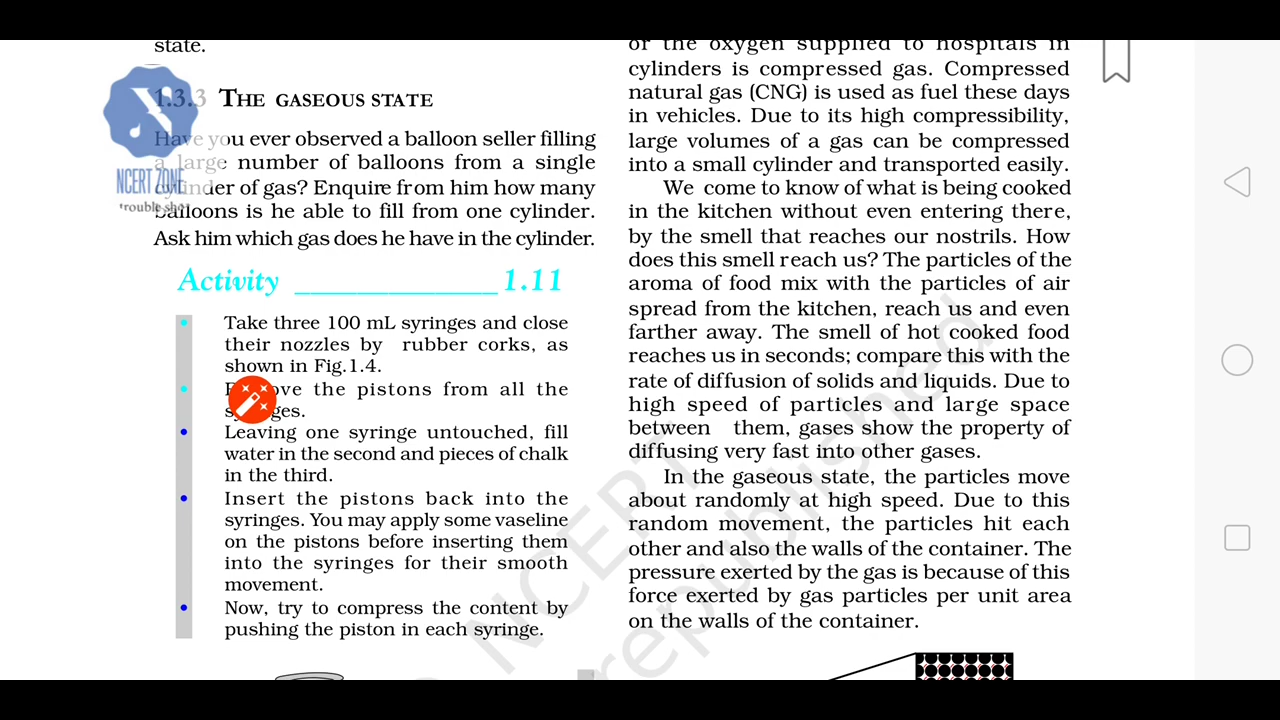 state.
1.3.3 THE GASEOUS STATE
Have you ever observed a balloon seller filling
a large number of balloons from a single
cylinder of gas? Enquire from him how many
balloons is he able to fill from one cylinder.
Ask him which gas does he have in the cylinder.
Activity ______________ 1.11
• Take three 100 mL syringes and close
their nozzles by rubber corks, as
shown in Fig.1.4.
• Remove the pistons from all the
syringes.
• Leaving one syringe untouched, fill
water in the second and pieces of chalk
in the third.
• Insert the pistons back into the
syringes. You may apply some vaseline
on the pistons before inserting them
into the syringes for their smooth
movement.
• Now, try to compress the content by
pushing the piston in each syringe.
or the oxygen supplied to hospitals in
cylinders is compressed gas. Compressed
natural gas (CNG) is used as fuel these days
in vehicles. Due to its high compressibility,
large volumes of a gas can be compressed
into a small cylinder and transported easily.
We come to know of what is being cooked
in the kitchen without even entering there,
by the smell that reaches our nostrils. How
does this smell reach us? The particles of the
aroma of food mix with the particles of air
spread from the kitchen, reach us and even
farther away. The smell of hot cooked food
reaches us in seconds; compare this with the
rate of diffusion of solids and liquids. Due to
high speed of particles and large space
between them, gases show the property of
diffusing very fast into other gases.
In the gaseous state, the particles move
about randomly at high speed. Due to this
random movement, the particles hit each
other and also the walls of the container. The
pressure exerted by the gas is because of this
force exerted by gas particles per unit area
on the walls of the container.
NCERT ZONE
trouble shoo
NCERT
republished